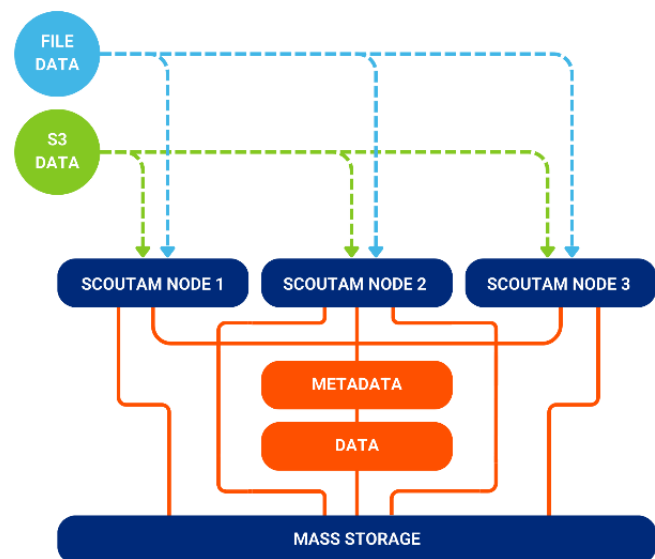 FILE
DATA
S3
DATA
SCOUTAM NODE 1
SCOUTAM NODE 2
SCOUTAM NODE 3
METADATA
DATA
MASS STORAGE